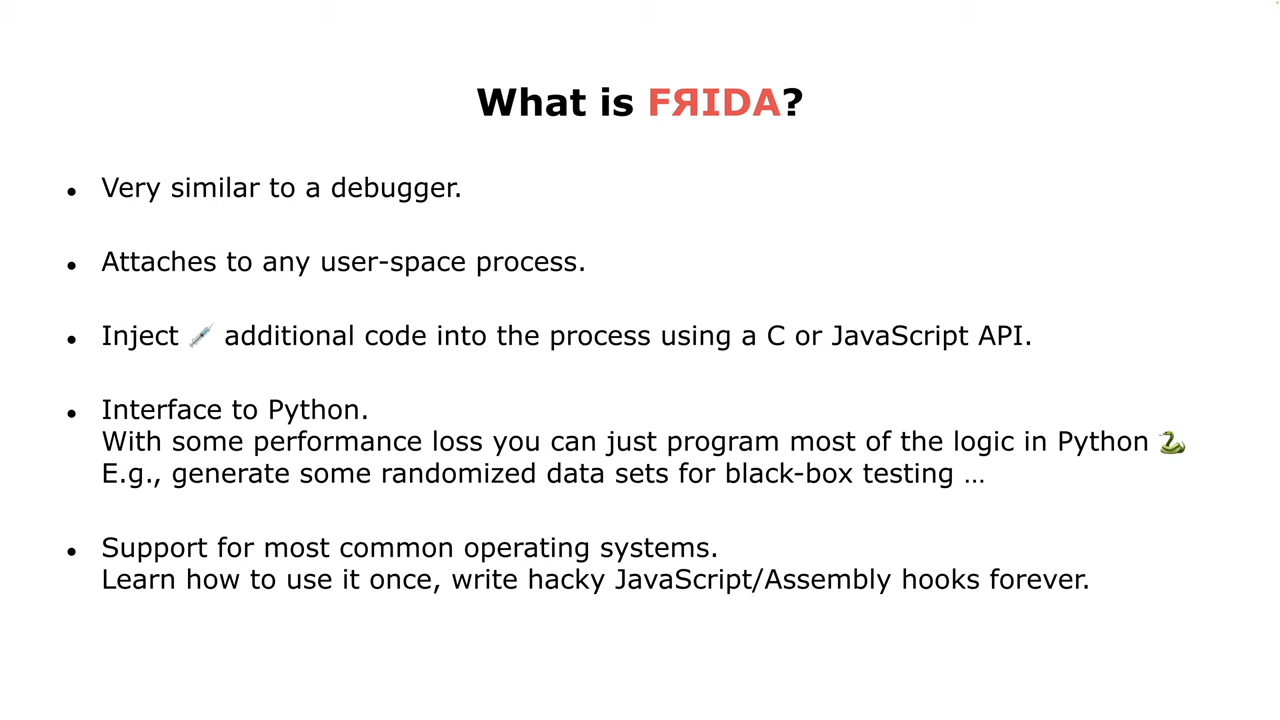 What is FЯIDA?
• Very similar to a debugger.
• Attaches to any user-space process.
• Inject 💉 additional code into the process using a C or JavaScript API.
• Interface to Python.
With some performance loss you can just program most of the logic in Python 🐍
E.g., generate some randomized data sets for black-box testing …
• Support for most common operating systems.
Learn how to use it once, write hacky JavaScript/Assembly hooks forever.